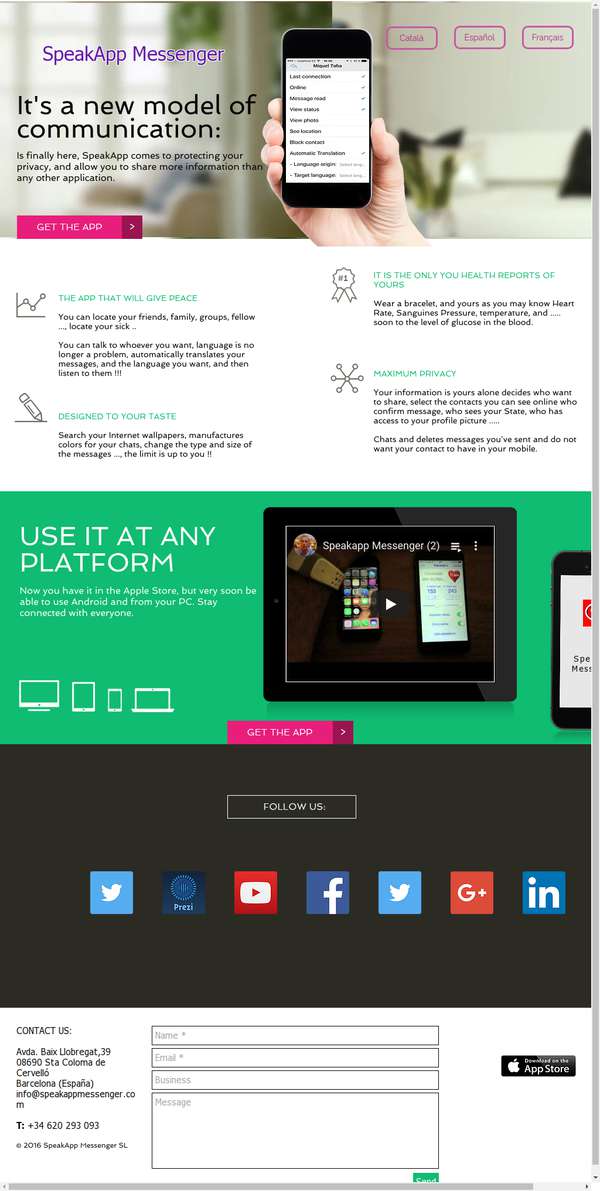 Català
Español
Français
SpeakApp Messenger
It's a new model of
communication:
Is finally here, SpeakApp comes to protecting your
privacy, and allow you to share more information than
any other application.
GET THE APP >
Miquel Toña
Last connection
Online
Message read
View status
View photo
See location
Block contact
Automatic Translation
- Language origin: Select lang...
- Target language: Select lang...
THE APP THAT WILL GIVE PEACE
You can locate your friends, family, groups, fellow
..., locate your sick ..
You can talk to whoever you want, language is no
longer a problem, automatically translates your
messages, and the language you want, and then
listen to them !!!
DESIGNED TO YOUR TASTE
Search your Internet wallpapers, manufactures
colors for your chats, change the type and size of
the messages ..., the limit is up to you !!
#1
IT IS THE ONLY YOU HEALTH REPORTS OF
YOURS
Wear a bracelet, and yours as you may know Heart
Rate, Sanguines Pressure, temperature, and .....
soon to the level of glucose in the blood.
MAXIMUM PRIVACY
Your information is yours alone decides who want
to share, select the contacts you can see online who
confirm message, who sees your State, who has
access to your profile picture .....
Chats and deletes messages you've sent and do not
want your contact to have in your mobile.
USE IT AT ANY
PLATFORM
Now you have it in the Apple Store, but very soon be
able to use Android and from your PC. Stay
connected with everyone.
Speakapp Messenger (2)
Spe
Mess
GET THE APP >
FOLLOW US:
Prezi
G+
in
CONTACT US:
Avda. Baix Llobregat,39
08690 Sta Coloma de
Cervelló
Barcelona (España)
info@speakappmessenger.co
m
T: +34 620 293 093
© 2016 SpeakApp Messenger SL
Name *
Email *
Business
Message
Send
Download on the
App Store